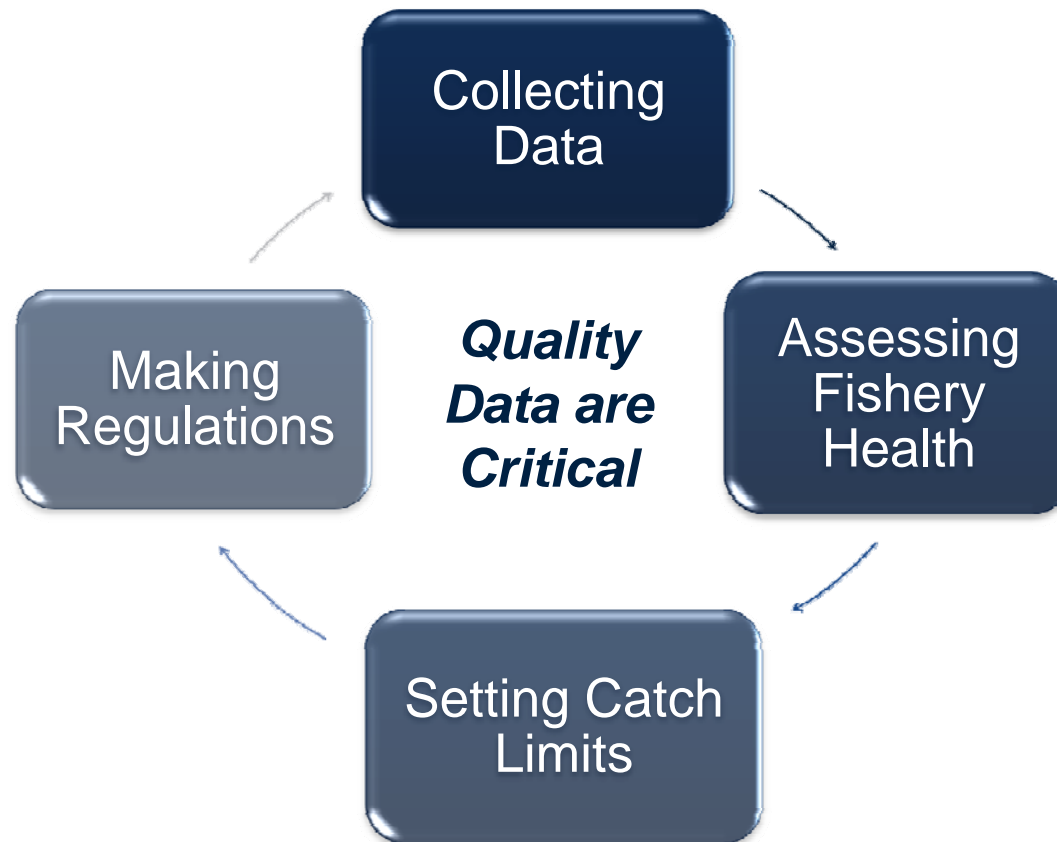 Collecting
Data
Assessing
Fishery
Health
Setting Catch
Limits
Making
Regulations
Quality
Data are
Critical